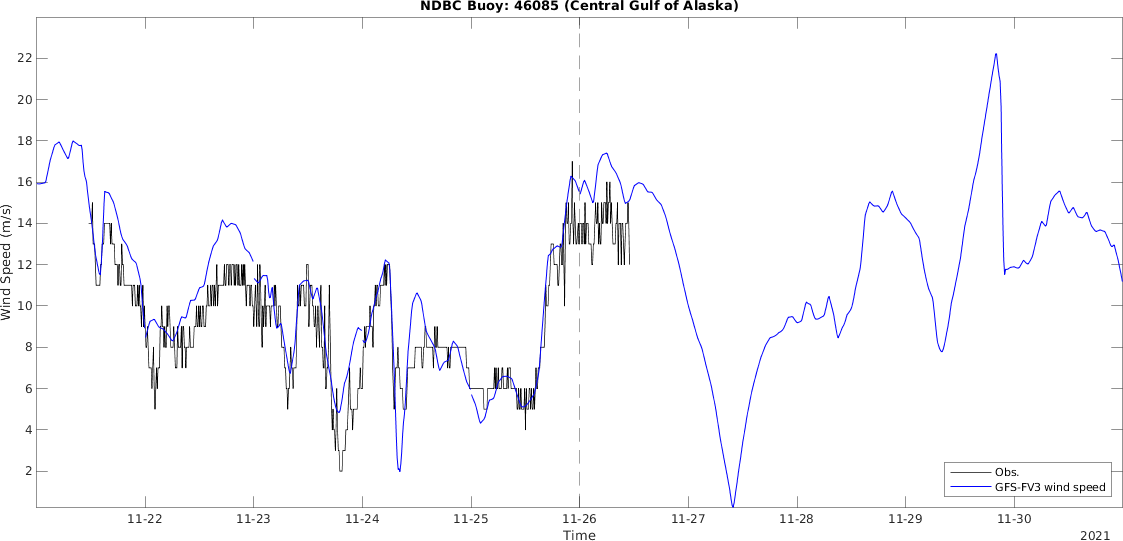 NDBC Buoy: 46085 (Central Gulf of Alaska)
22
20
18
16
14
12
10
8
6
4
2
Wind Speed (m/s)
Obs.
GFS-FV3 wind speed
11-22 11-23 11-24 11-25 11-26 11-27 11-28 11-29 11-30
Time
2021